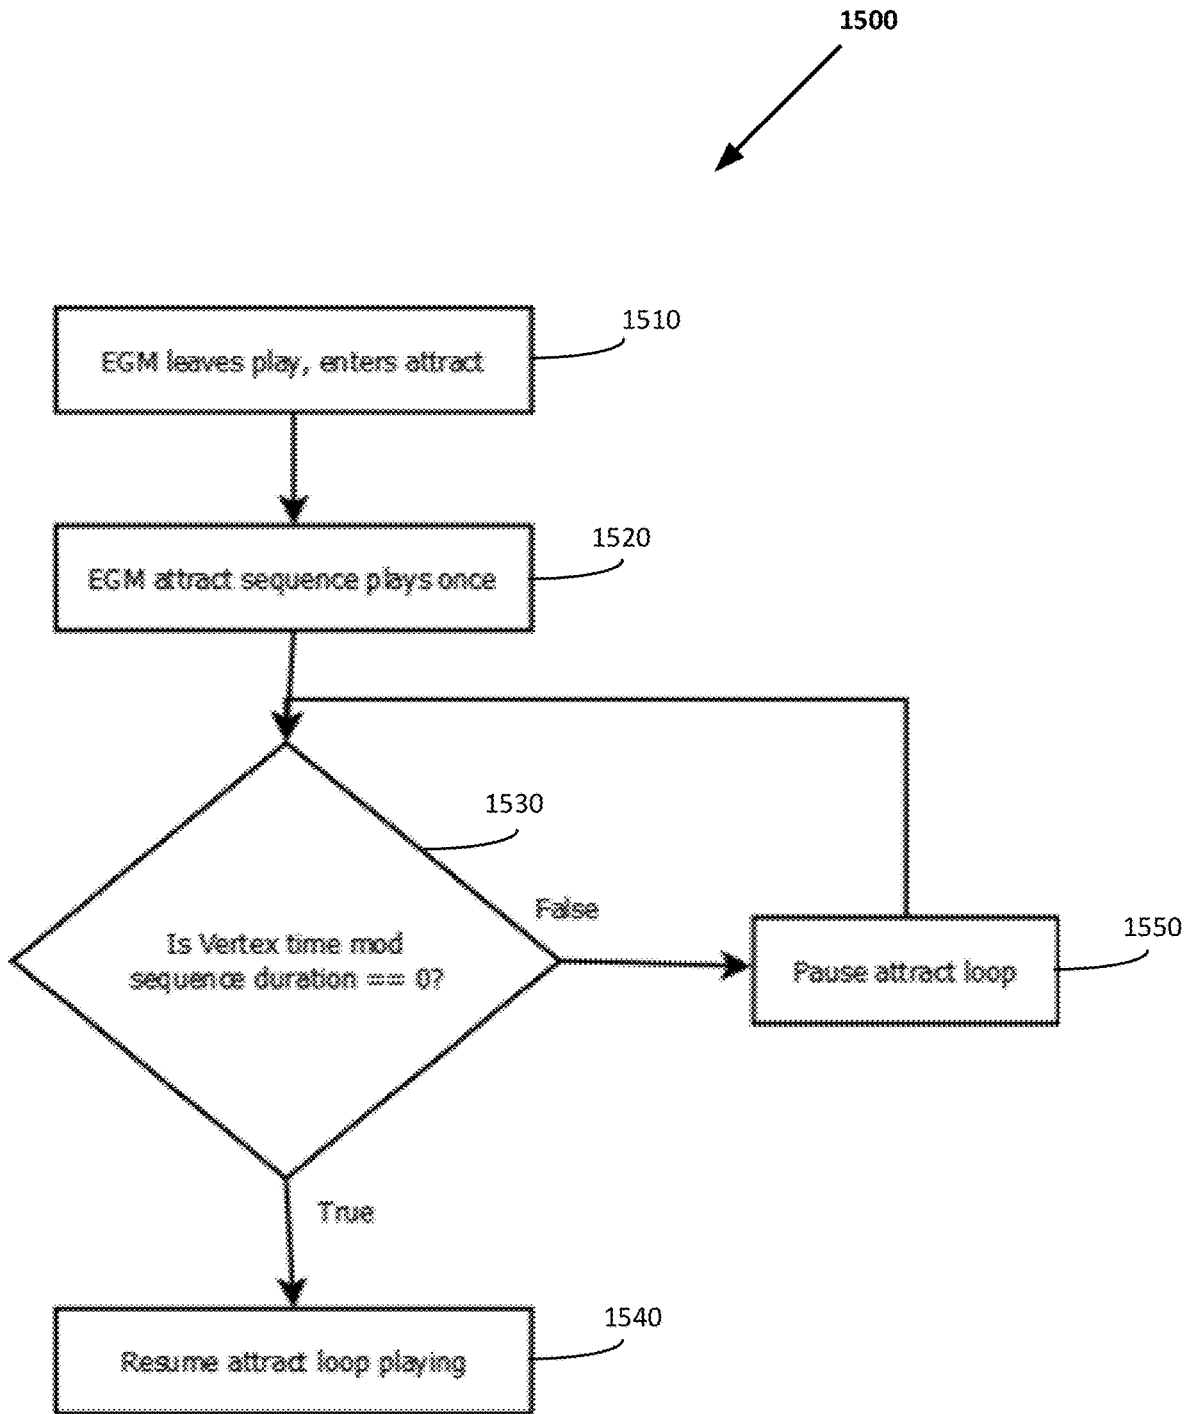 1500
1510
EGM leaves play, enters attract
1520
EGM attract sequence plays once
1530
False
Is Vertex time mod
sequence duration == 0?
1550
Pause attract loop
True
1540
Resume attract loop playing